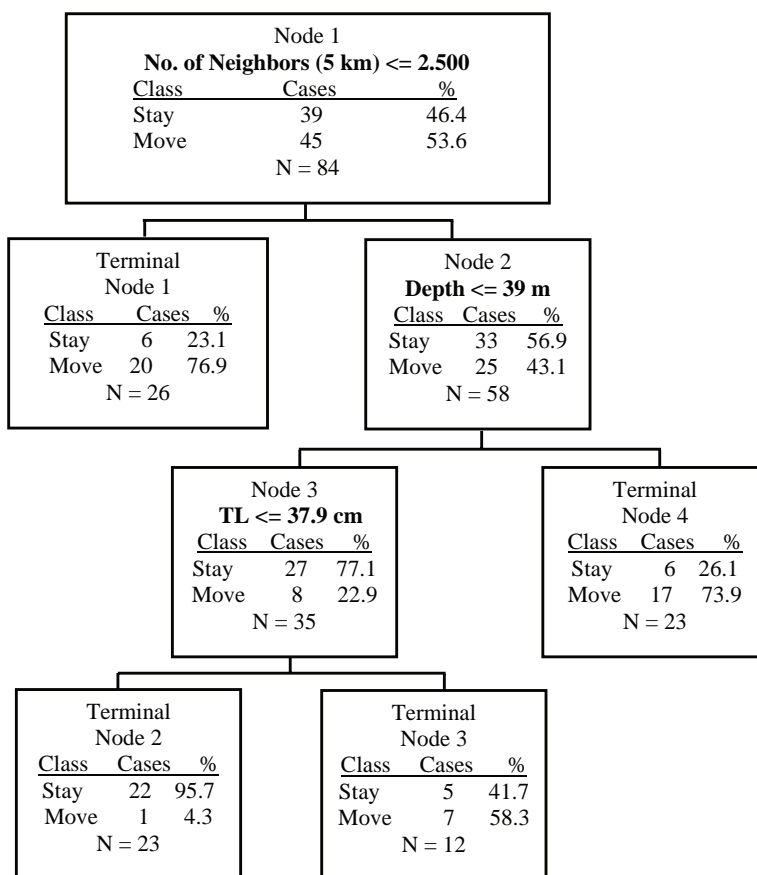 Node 1
No. of Neighbors (5 km) <= 2.500
Class Cases %
Stay 39 46.4
Move 45 53.6
N = 84
Terminal
Node 1
Class Cases %
Stay 6 23.1
Move 20 76.9
N = 26
Node 2
Depth <= 39 m
Class Cases %
Stay 33 56.9
Move 25 43.1
N = 58
Node 3
TL <= 37.9 cm
Class Cases %
Stay 27 77.1
Move 8 22.9
N = 35
Terminal
Node 4
Class Cases %
Stay 6 26.1
Move 17 73.9
N = 23
Terminal
Node 2
Class Cases %
Stay 22 95.7
Move 1 4.3
N = 23
Terminal
Node 3
Class Cases %
Stay 5 41.7
Move 7 58.3
N = 12